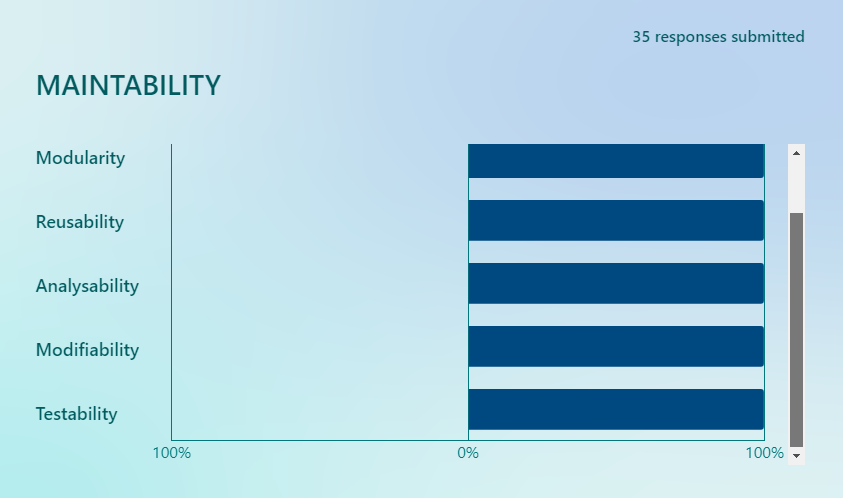 35 responses submitted
MAINTABILITY
Modularity
Reusability
Analysability
Modifiability
Testability
100% 0% 100%